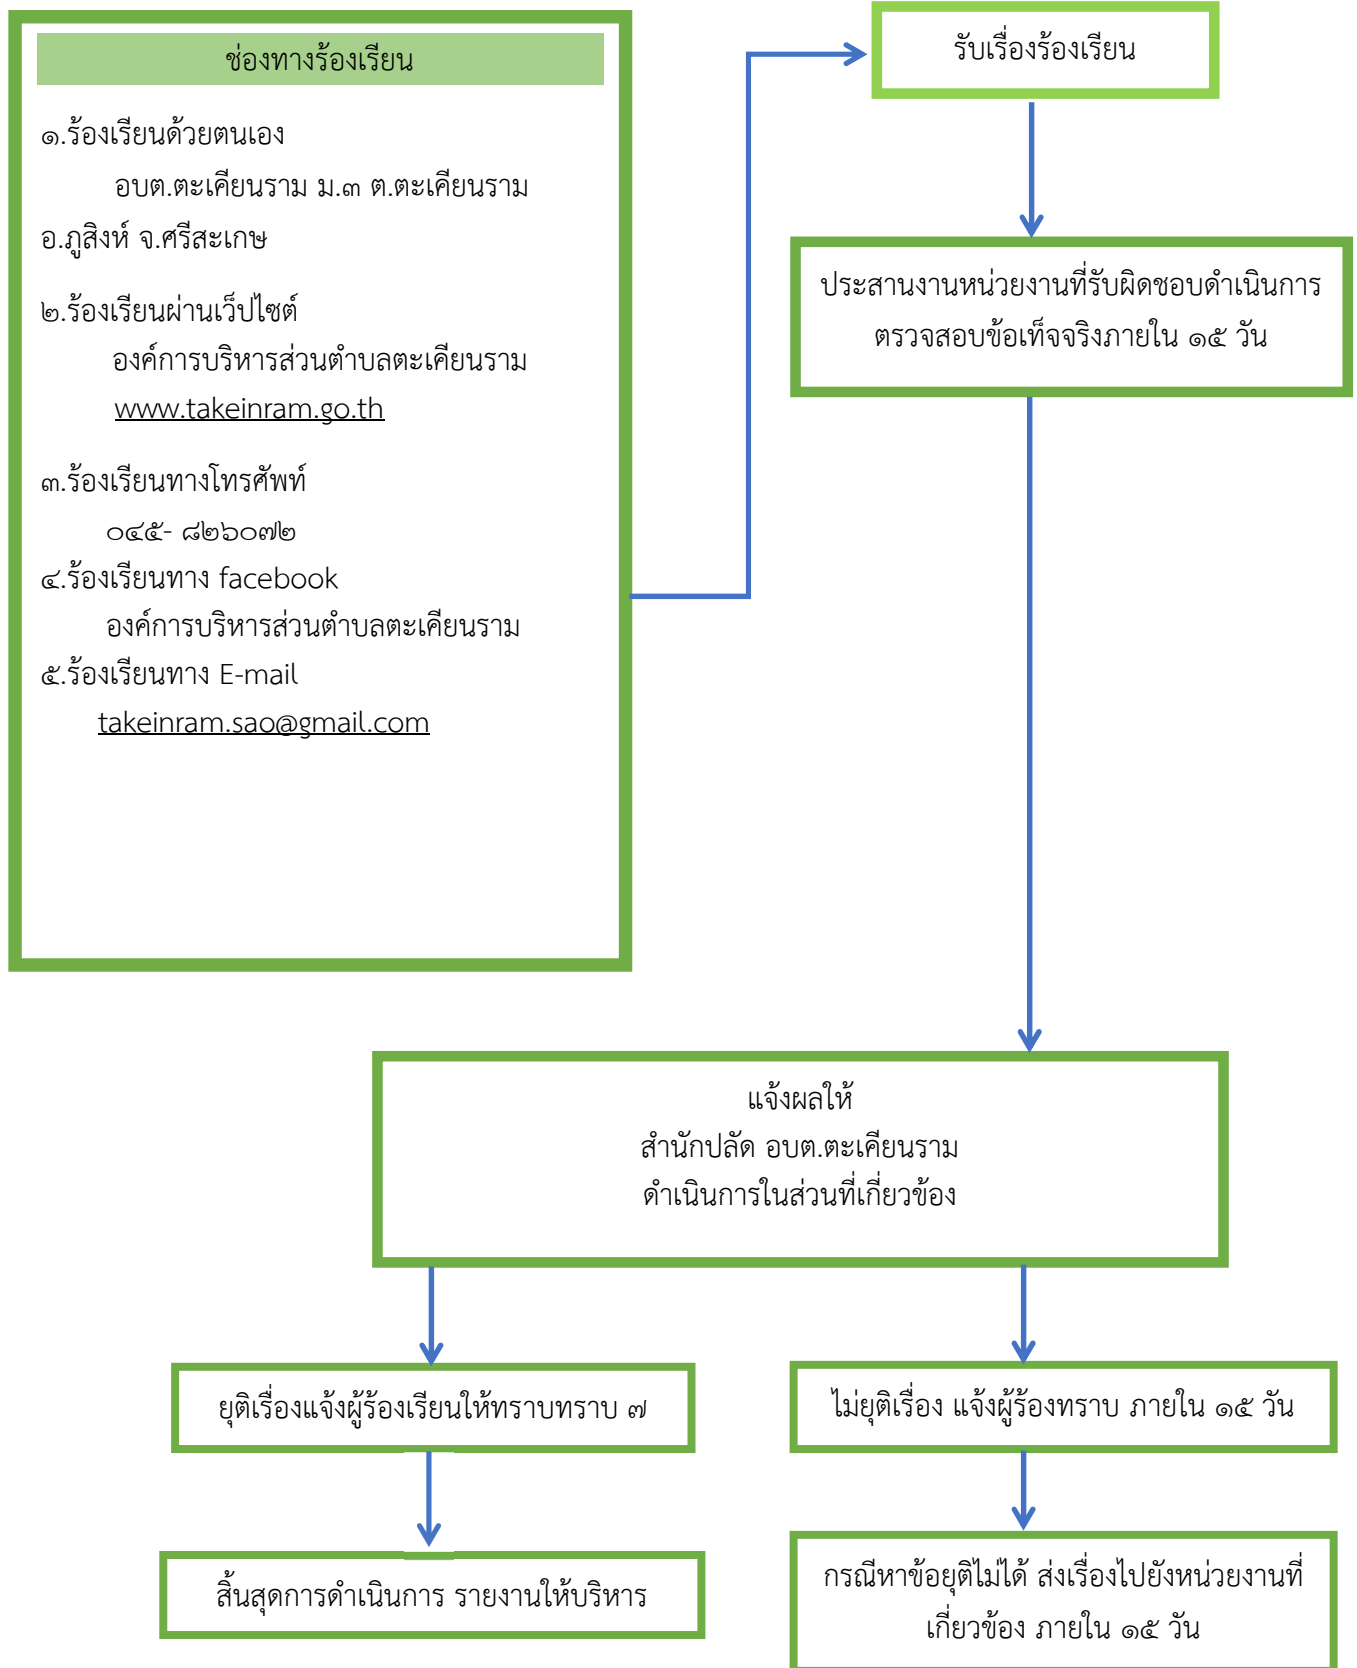 ช่องทางร้องเรียน
๑.ร้องเรียนด้วยตนเอง
อบต.ตะเคียนราม ม.๓ ต.ตะเคียนราม
อ.ภูสิงห์ จ.ศรีสะเกษ
๒.ร้องเรียนผ่านเว็ปไซต์
องค์การบริหารส่วนตำบลตะเคียนราม
www.takeinram.go.th
๓.ร้องเรียนทางโทรศัพท์
๐๔๕- ๘๒๖๐๗๒
๔.ร้องเรียนทาง facebook
องค์การบริหารส่วนตำบลตะเคียนราม
๕.ร้องเรียนทาง E-mail
takeinram.sao@gmail.com
รับเรื่องร้องเรียน
ประสานงานหน่วยงานที่รับผิดชอบดำเนินการ
ตรวจสอบข้อเท็จจริงภายใน ๑๕ วัน
แจ้งผลให้
สำนักปลัด อบต.ตะเคียนราม
ดำเนินการในส่วนที่เกี่ยวข้อง
ยุติเรื่องแจ้งผู้ร้องเรียนให้ทราบทราบ ๗
ไม่ยุติเรื่อง แจ้งผู้ร้องทราบ ภายใน ๑๕ วัน
สิ้นสุดการดำเนินการ รายงานให้บริหาร
กรณีหาข้อยุติไม่ได้ ส่งเรื่องไปยังหน่วยงานที่
เกี่ยวข้อง ภายใน ๑๕ วัน